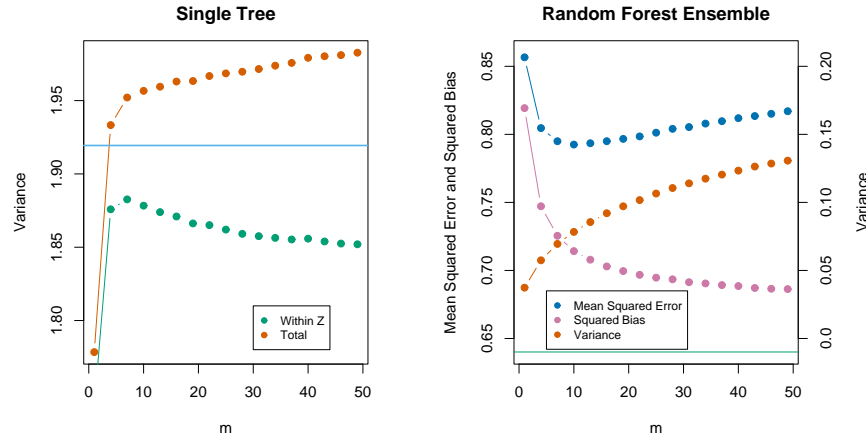 Single Tree
Variance
1.95
1.90
1.85
1.80
Within Z
Total
0 10 20 30 40 50
m
Random Forest Ensemble
Mean Squared Error and Squared Bias
0.85
0.80
0.75
0.70
0.65
0.20
0.15
0.10
0.05
0.0
Variance
Mean Squared Error
Squared Bias
Variance
0 10 20 30 40 50
m